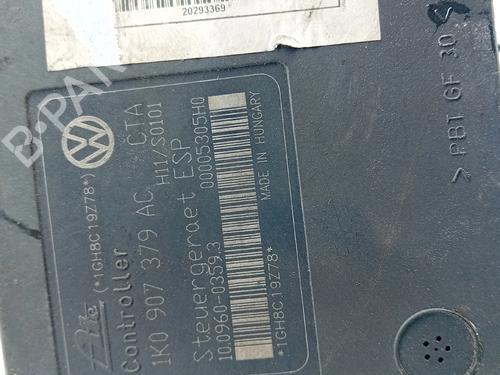 20293369
B-PARTS
Ate (*1GH8C19Z78*)
Controller
1K0 907 379 AC CTA
H11/S0101
Steuergeraet ESP
10.0960-0359.3 00005305H0
*1GH8C19Z78* MADE IN HUNGARY
> PBT GF 30 <